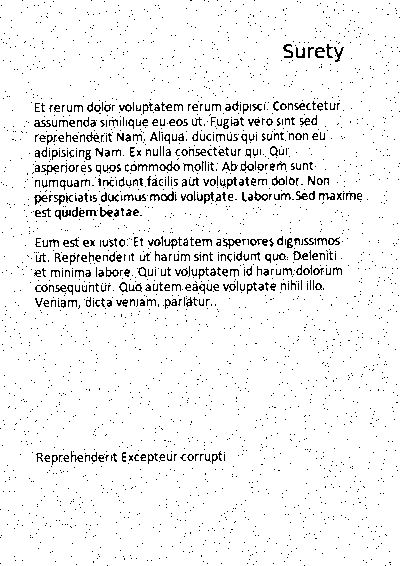 Surety
Et rerum dolor voluptatem rerum adipisci. Consectetur
assumenda similique eu eos ut. Fugiat vero sint sed
reprehenderit Nam. Aliqua. ducimus qui sunt non eu
adipisicing Nam. Ex nulla consectetur qui. Qui
asperiores quos commodo mollit. Ab dolorem sunt
numquam. Incidunt facilis aut voluptatem dolor. Non
perspiciatis ducimus modi voluptate. Laborum. Sed maxime
est quidem beatae.
Eum est ex iusto. Et voluptatem asperiores dignissimos
ut. Reprehenderit ut harum sint incidunt quo. Deleniti
et minima labore. Qui ut voluptatem id harum dolorum
consequuntur. Quo autem eaque voluptate nihil illo.
Veniam, dicta veniam, pariatur.
Reprehenderit Excepteur corrupti